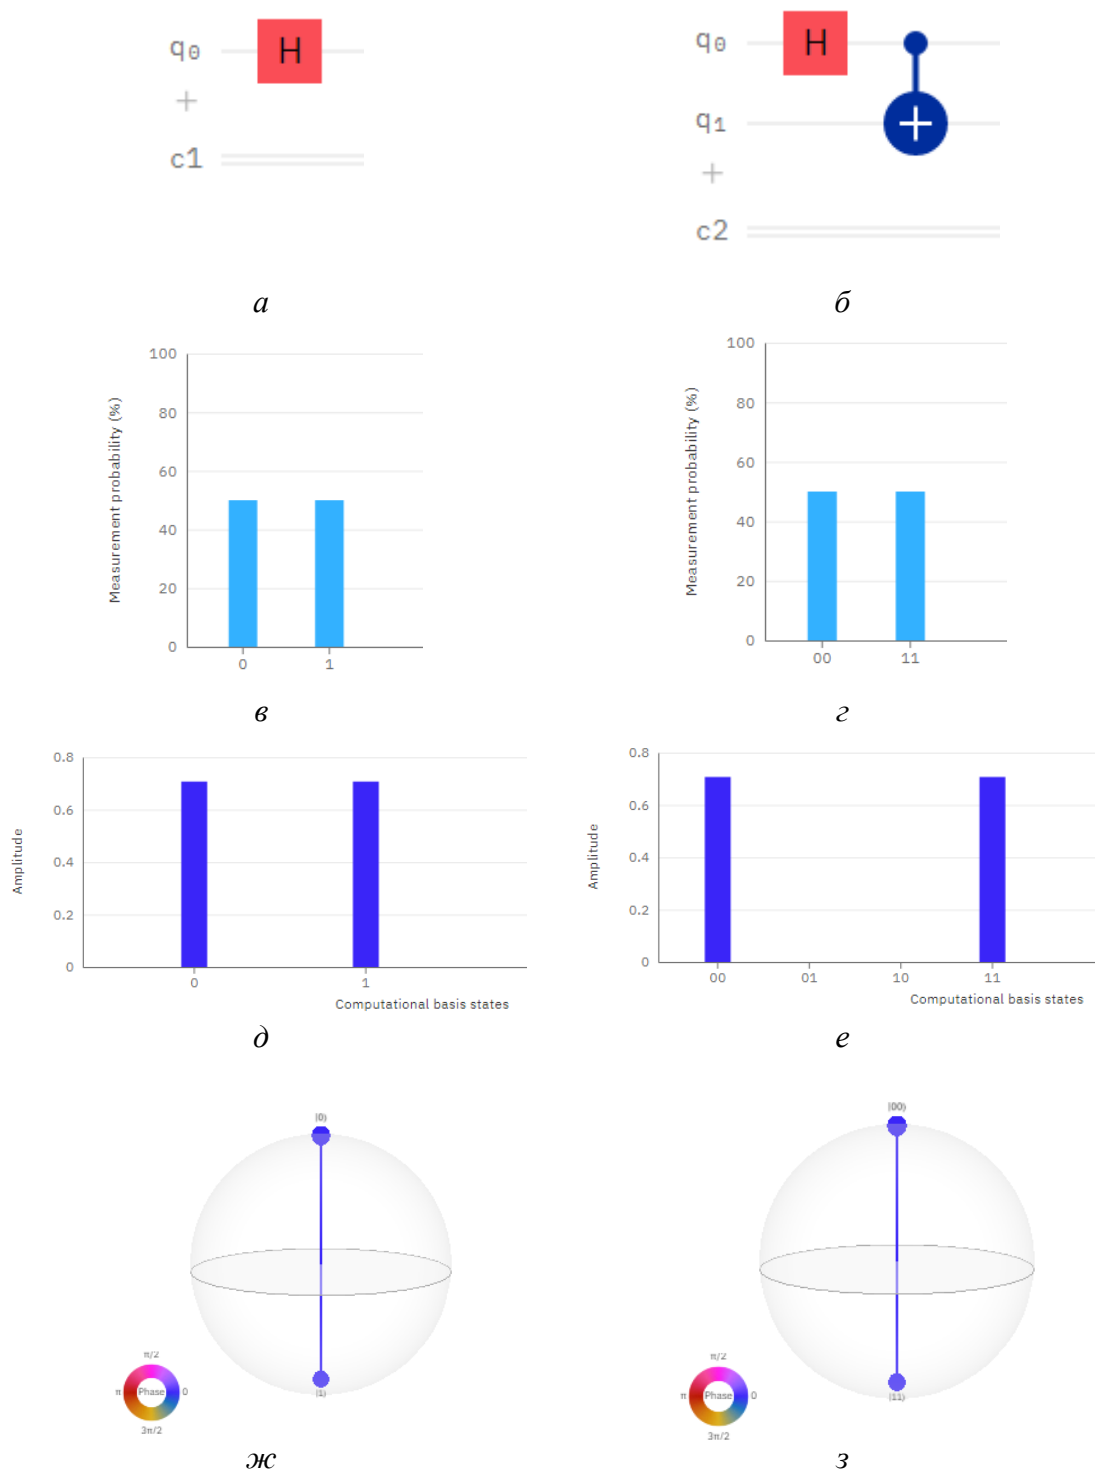 q0 H
+
c1
а
q0 H
q1 +
+
c2
б
Measurement probability (%)
100
80
60
40
20
0
0 1
в
Measurement probability (%)
100
80
60
40
20
0
00 11
г
Amplitude
0.8
0.6
0.4
0.2
0
0 1
Computational basis states
д
Amplitude
0.8
0.6
0.4
0.2
0
00 01 10 11
Computational basis states
е
|0⟩
|1⟩
π/2
π Phase 0
3π/2
ж
|00⟩
|11⟩
π/2
π Phase 0
3π/2
з